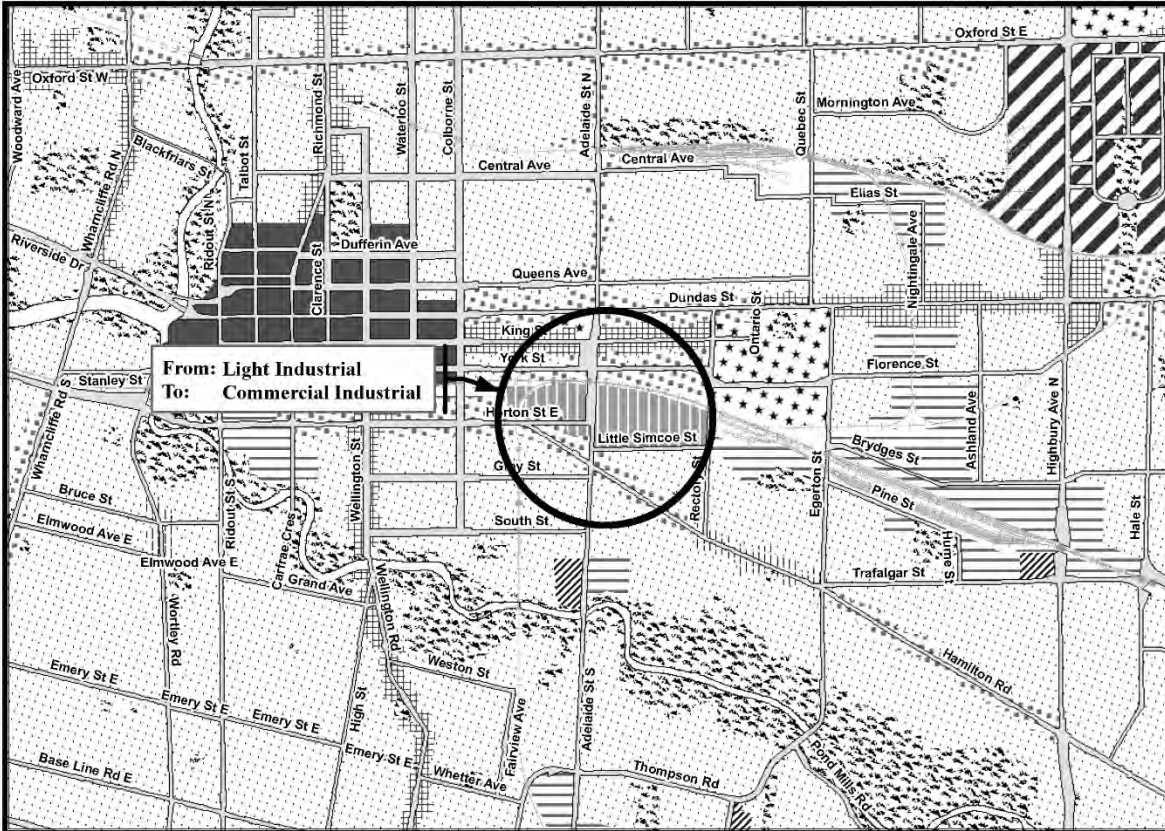 Oxford St E
Oxford St W
Woodward Ave
Wharncliffe Rd N
Blackfriars St
Talbot St
Richmond St
Waterloo St
Colborne St
Adelaide St N
Quebec St
Mornington Ave
Central Ave
Central Ave
Elias St
Nightingale Ave
Riverside Dr
Ridout St N
Clarence St
Dufferin Ave
Queens Ave
Dundas St
Ontario St
King St
York St
Florence St
From: Light Industrial
To: Commercial Industrial
Stanley St
Horton St E
Little Simcoe St
Wharncliffe Rd S
Wellington St
Grey St
Rectory St
Egerton St
Brydges St
Ashland Ave
Highbury Ave N
Pine St
Hale St
Hume St
Bruce St
Elmwood Ave E
Elmwood Ave E
Ridout St S
Caffrae Cres
South St
Trafalgar St
Grand Ave
Wortley Rd
Wellington Rd
Weston St
Hamilton Rd
Emery St E
Emery St E
Emery St E
Emery St E
High St
Fairview Ave
Adelaide St S
Base Line Rd E
Whetter Ave
Thompson Rd
Pond Mills Rd